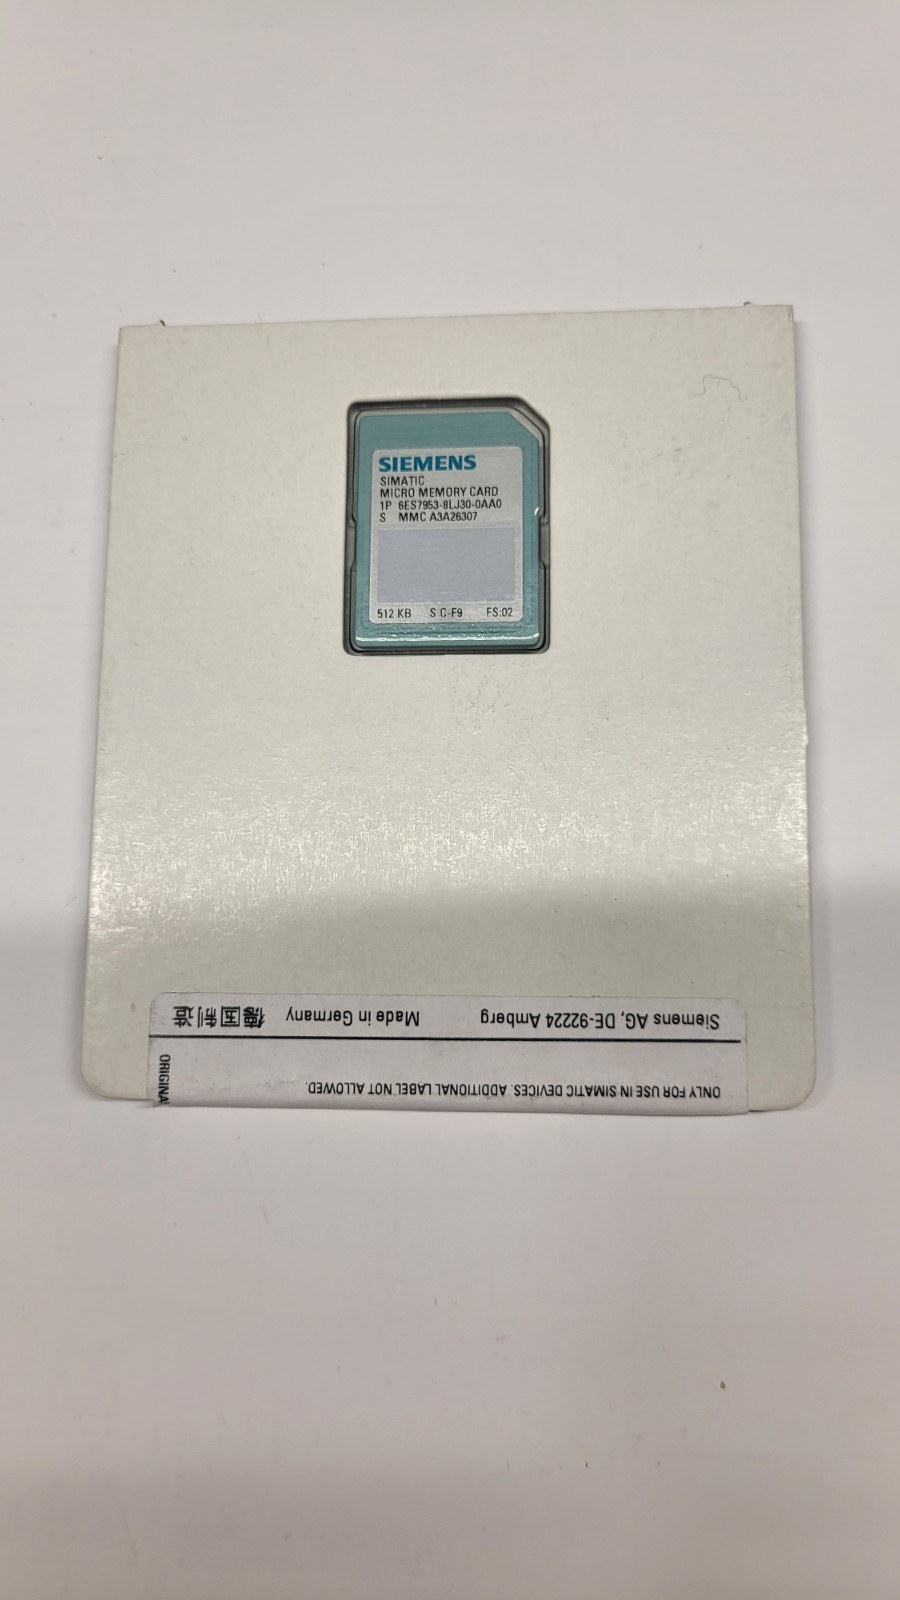 SIEMENS
SIMATIC
MICRO MEMORY CARD
1P 6ES7953-8LJ30-0AA0
S MMC A3A26307
512 KB S C-F9 FS:02
ONLY FOR USE IN SIMATIC DEVICES. ADDITIONAL LABEL NOT ALLOWED.
Siemens AG, DE-92224 Amberg Made in Germany 德国制造
ORIGINA